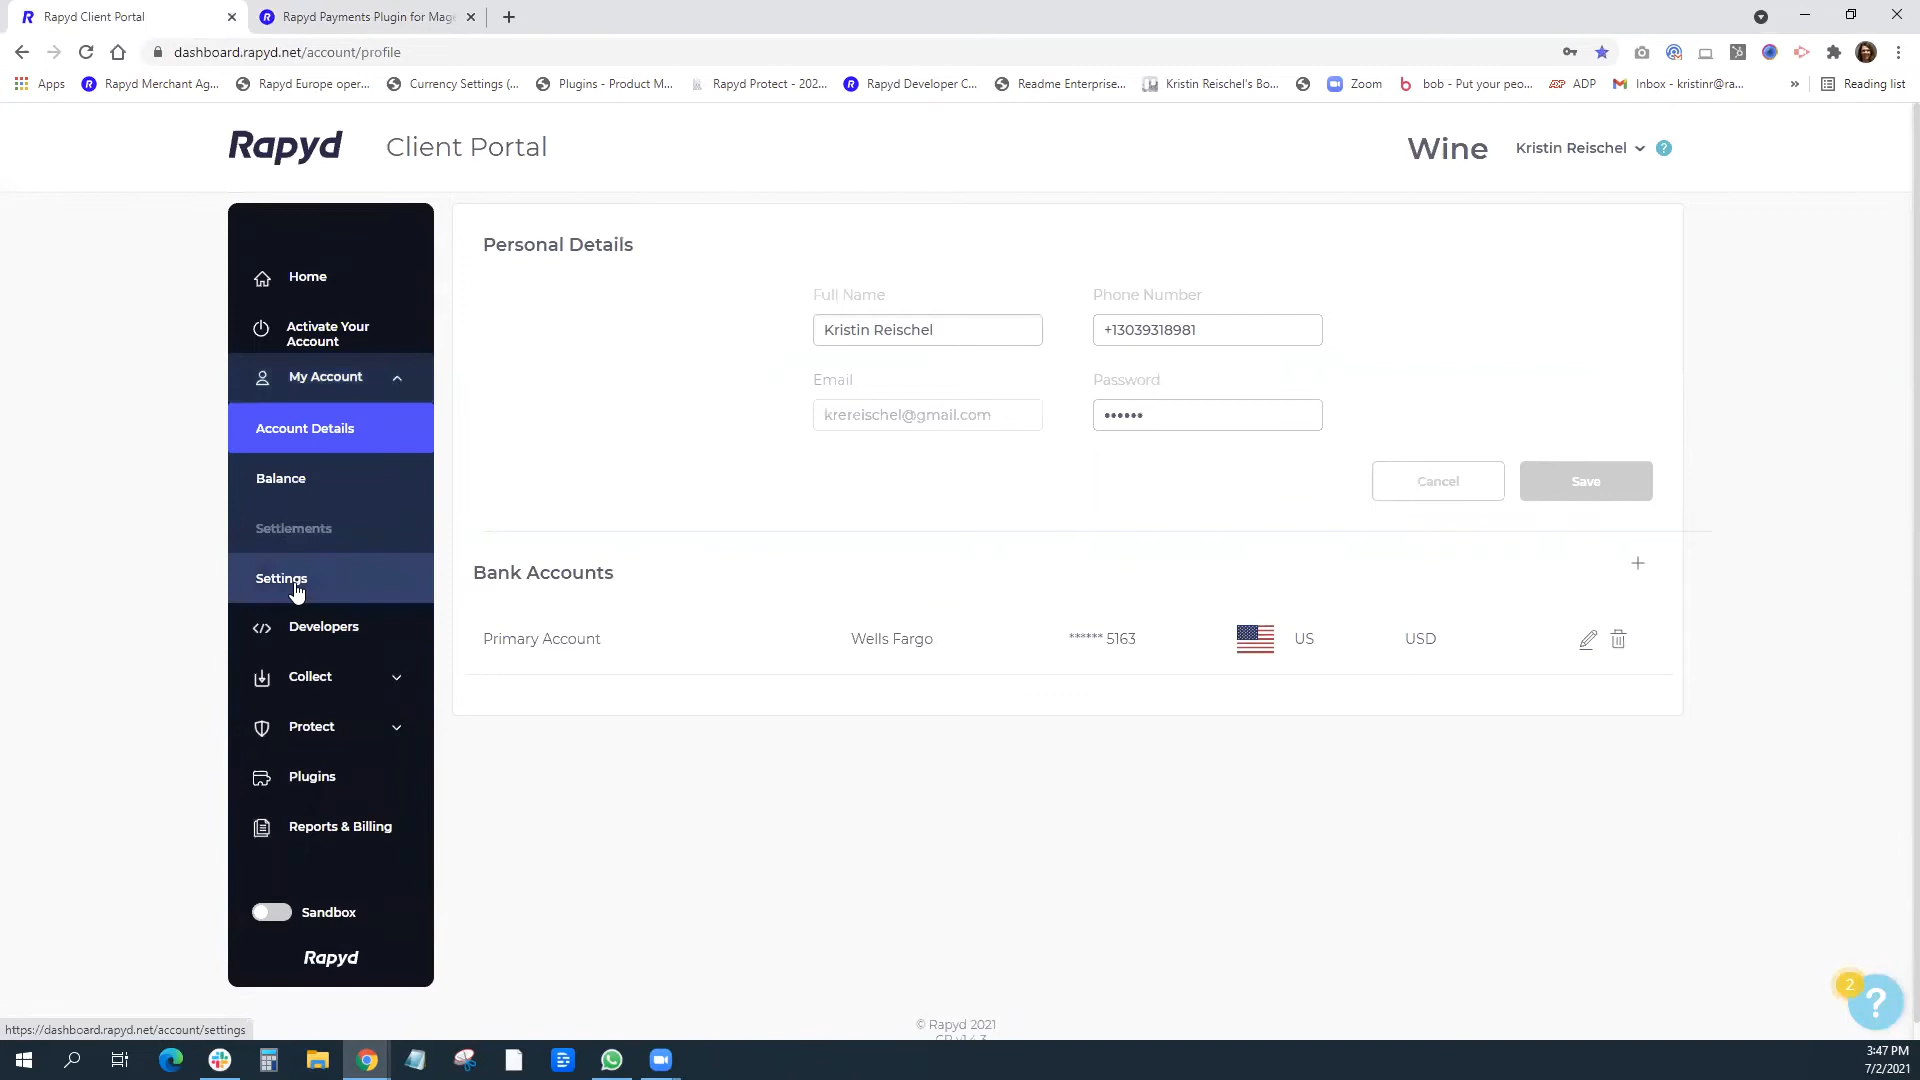 Rapyd Client Portal
Rapyd Payments Plugin for Mag
dashboard.rapyd.net/account/profile
Apps
Rapyd Merchant Ag...
Rapyd Europe oper...
Currency Settings (...
Plugins - Product M...
Rapyd Protect - 202...
Rapyd Developer C...
Readme Enterprise...
Kristin Reischel's Bo...
Zoom
bob - Put your peo...
ADP
Inbox - kristinr@ra...
»
Reading list
Rapyd
Client Portal
Wine
Kristin Reischel
?
Home
Activate Your
Account
My Account
Account Details
Balance
Settlements
Settings
Developers
Collect
Protect
Plugins
Reports & Billing
Sandbox
Rapyd
Personal Details
Full Name
Phone Number
Kristin Reischel
+13039318981
Email
Password
krereischel@gmail.com
••••••
Cancel
Save
Bank Accounts
Primary Account
Wells Fargo
****** 5163
US
USD
2
?
© Rapyd 2021
https://dashboard.rapyd.net/account/settings
3:47 PM
7/2/2021